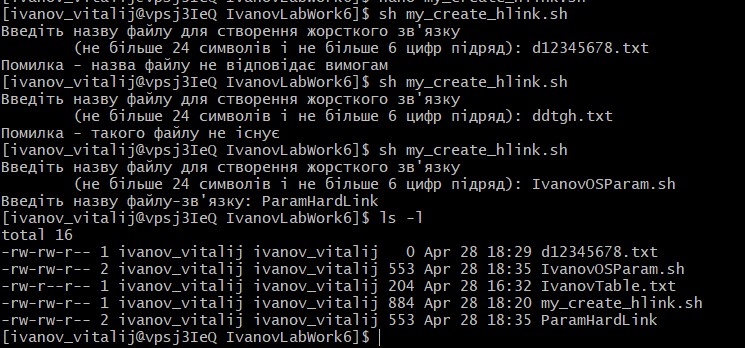 [ivanov_vitalij@vpsj3IeQ IvanovLabWork6]$ sh my_create_hlink.sh
Введіть назву файлу для створення жорсткого зв'язку
(не більше 24 символів і не більше 6 цифр підряд): d12345678.txt
Помилка - назва файлу не відповідає вимогам
[ivanov_vitalij@vpsj3IeQ IvanovLabWork6]$ sh my_create_hlink.sh
Введіть назву файлу для створення жорсткого зв'язку
(не більше 24 символів і не більше 6 цифр підряд): ddtgh.txt
Помилка - такого файлу не існує
[ivanov_vitalij@vpsj3IeQ IvanovLabWork6]$ sh my_create_hlink.sh
Введіть назву файлу для створення жорсткого зв'язку
(не більше 24 символів і не більше 6 цифр підряд): IvanovOSParam.sh
Введіть назву файлу-зв'язку: ParamHardLink
[ivanov_vitalij@vpsj3IeQ IvanovLabWork6]$ ls -l
total 16
-rw-rw-r-- 1 ivanov_vitalij ivanov_vitalij   0 Apr 28 18:29 d12345678.txt
-rw-rw-r-- 2 ivanov_vitalij ivanov_vitalij 553 Apr 28 18:35 IvanovOSParam.sh
-rw-r--r-- 1 ivanov_vitalij ivanov_vitalij 204 Apr 28 16:32 IvanovTable.txt
-rw-rw-r-- 1 ivanov_vitalij ivanov_vitalij 884 Apr 28 18:20 my_create_hlink.sh
-rw-rw-r-- 2 ivanov_vitalij ivanov_vitalij 553 Apr 28 18:35 ParamHardLink
[ivanov_vitalij@vpsj3IeQ IvanovLabWork6]$